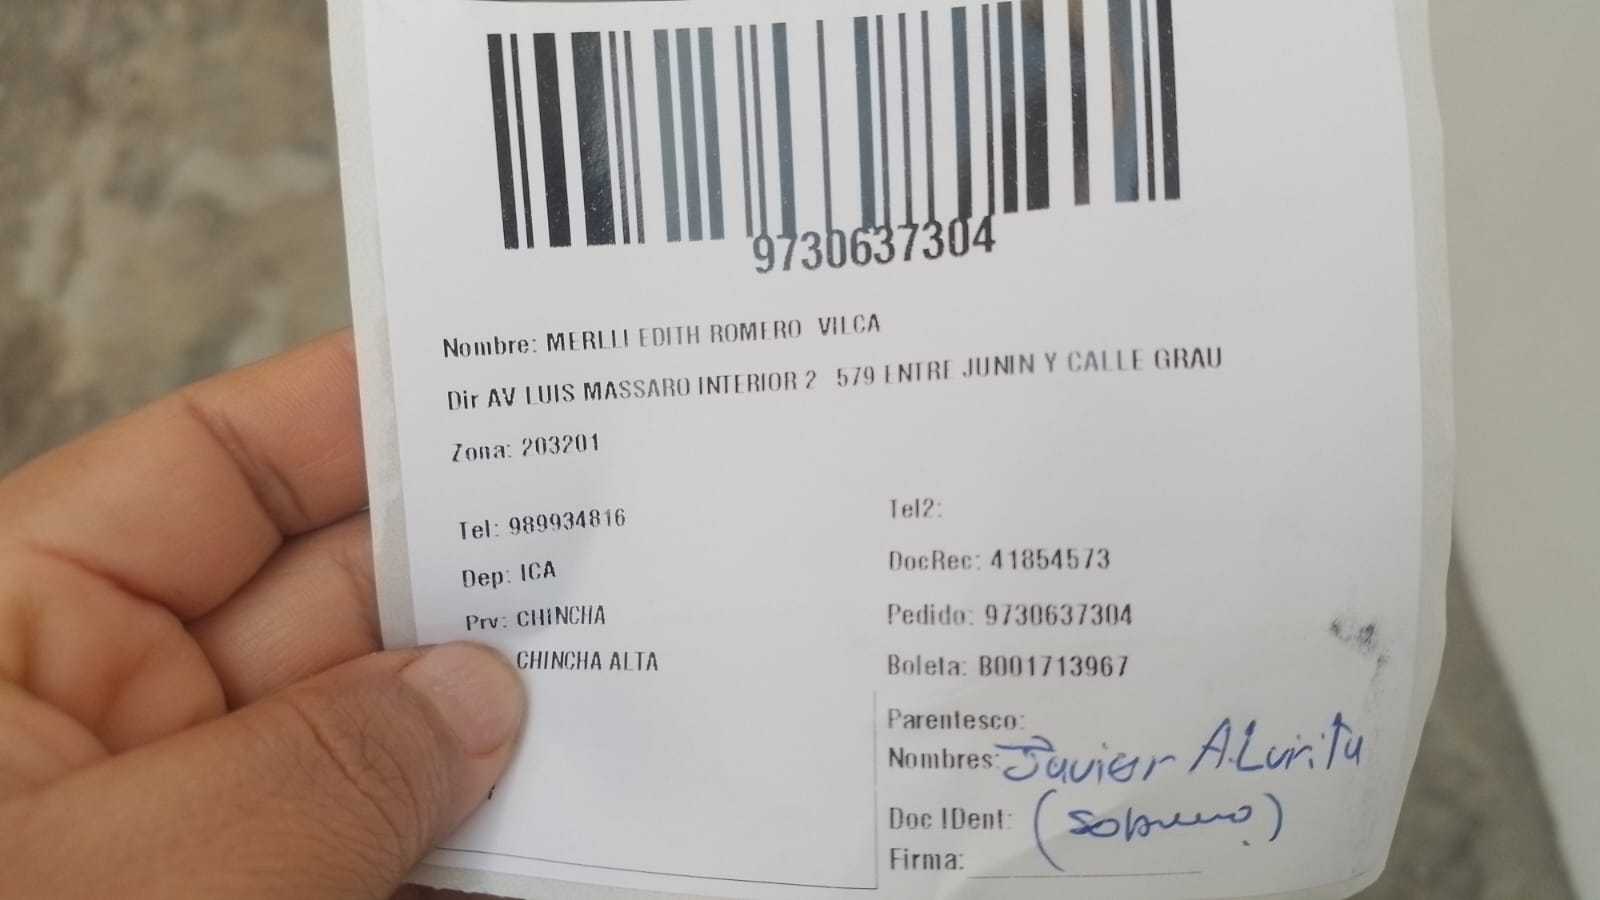 9730637304
Nombre: MERLLI EDITH ROMERO VILCA
Dir AV LUIS MASSARO INTERIOR 2 579 ENTRE JUNIN Y CALLE GRAU
Zona: 203201
Tel: 989934816
Tel2:
Dep: ICA
DocRec: 41854573
Prv: CHINCHA
Pedido: 9730637304
CHINCHA ALTA
Boleta: B001713967
Parentesco:
Nombres: Javier A.
Doc IDent: (sobrino)
Firma: